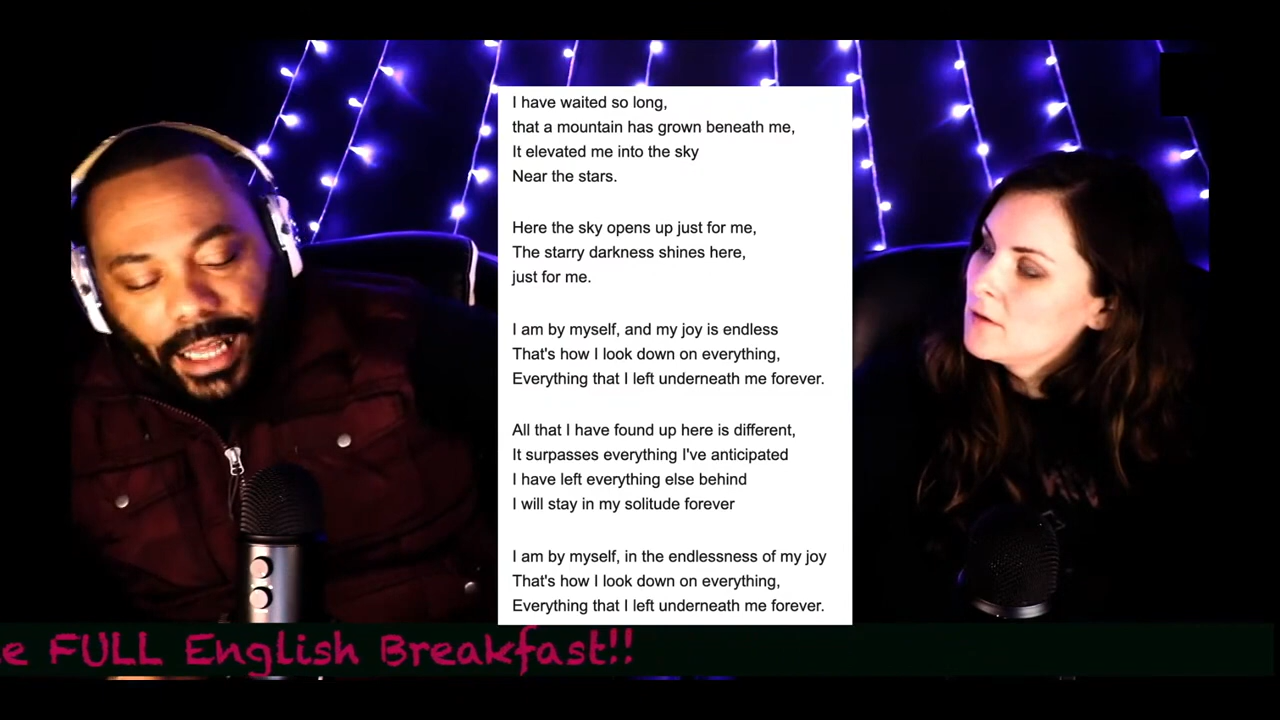 I have waited so long,
that a mountain has grown beneath me,
It elevated me into the sky
Near the stars.
Here the sky opens up just for me,
The starry darkness shines here,
just for me.
I am by myself, and my joy is endless
That's how I look down on everything,
Everything that I left underneath me forever.
All that I have found up here is different,
It surpasses everything I've anticipated
I have left everything else behind
I will stay in my solitude forever
I am by myself, in the endlessness of my joy
That's how I look down on everything,
Everything that I left underneath me forever.
e FULL English Breakfast!!